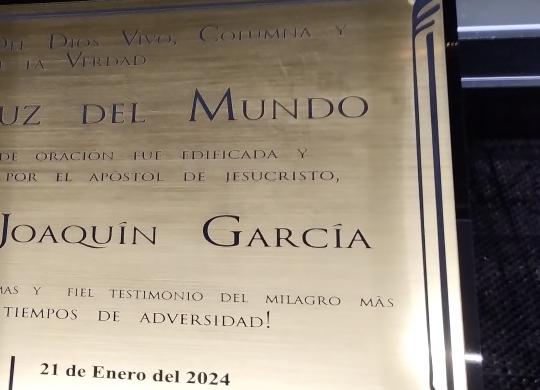 Del Dios Vivo, Columna y
la Verdad
uz del Mundo
de oración fue edificada y
por el apóstol de Jesucristo,
Joaquín García
mas y fiel testimonio del milagro más
tiempos de adversidad!
21 de Enero del 2024